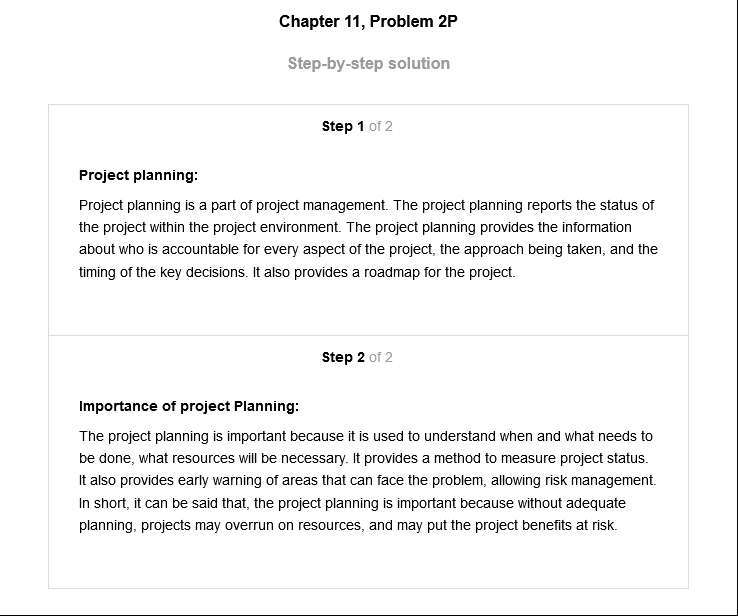 Chapter 11, Problem 2P
Step-by-step solution
Step 1 of 2
Project planning:
Project planning is a part of project management. The project planning reports the status of
the project within the project environment. The project planning provides the information
about who is accountable for every aspect of the project, the approach being taken, and the
timing of the key decisions. It also provides a roadmap for the project.
Step 2 of 2
Importance of project Planning:
The project planning is important because it is used to understand when and what needs to
be done, what resources will be necessary. It provides a method to measure project status.
It also provides early warning of areas that can face the problem, allowing risk management.
In short, it can be said that, the project planning is important because without adequate
planning, projects may overrun on resources, and may put the project benefits at risk.